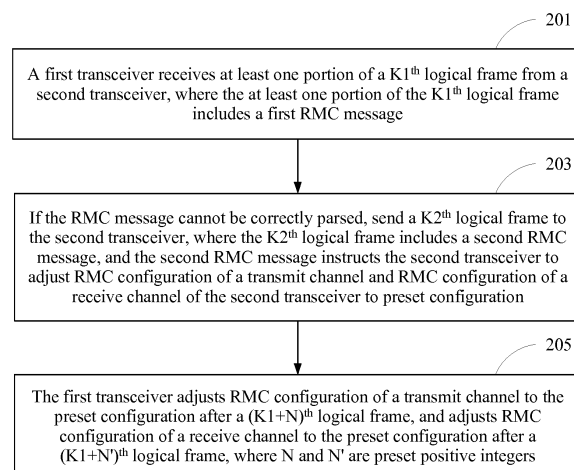 201
A first transceiver receives at least one portion of a K1th logical frame from a
second transceiver, where the at least one portion of the K1th logical frame
includes a first RMC message
203
If the RMC message cannot be correctly parsed, send a K2th logical frame to
the second transceiver, where the K2th logical frame includes a second RMC
message, and the second RMC message instructs the second transceiver to
adjust RMC configuration of a transmit channel and RMC configuration of a
receive channel of the second transceiver to preset configuration
205
The first transceiver adjusts RMC configuration of a transmit channel to the
preset configuration after a (K1+N)th logical frame, and adjusts RMC
configuration of a receive channel to the preset configuration after a
(K1+N')th logical frame, where N and N' are preset positive integers